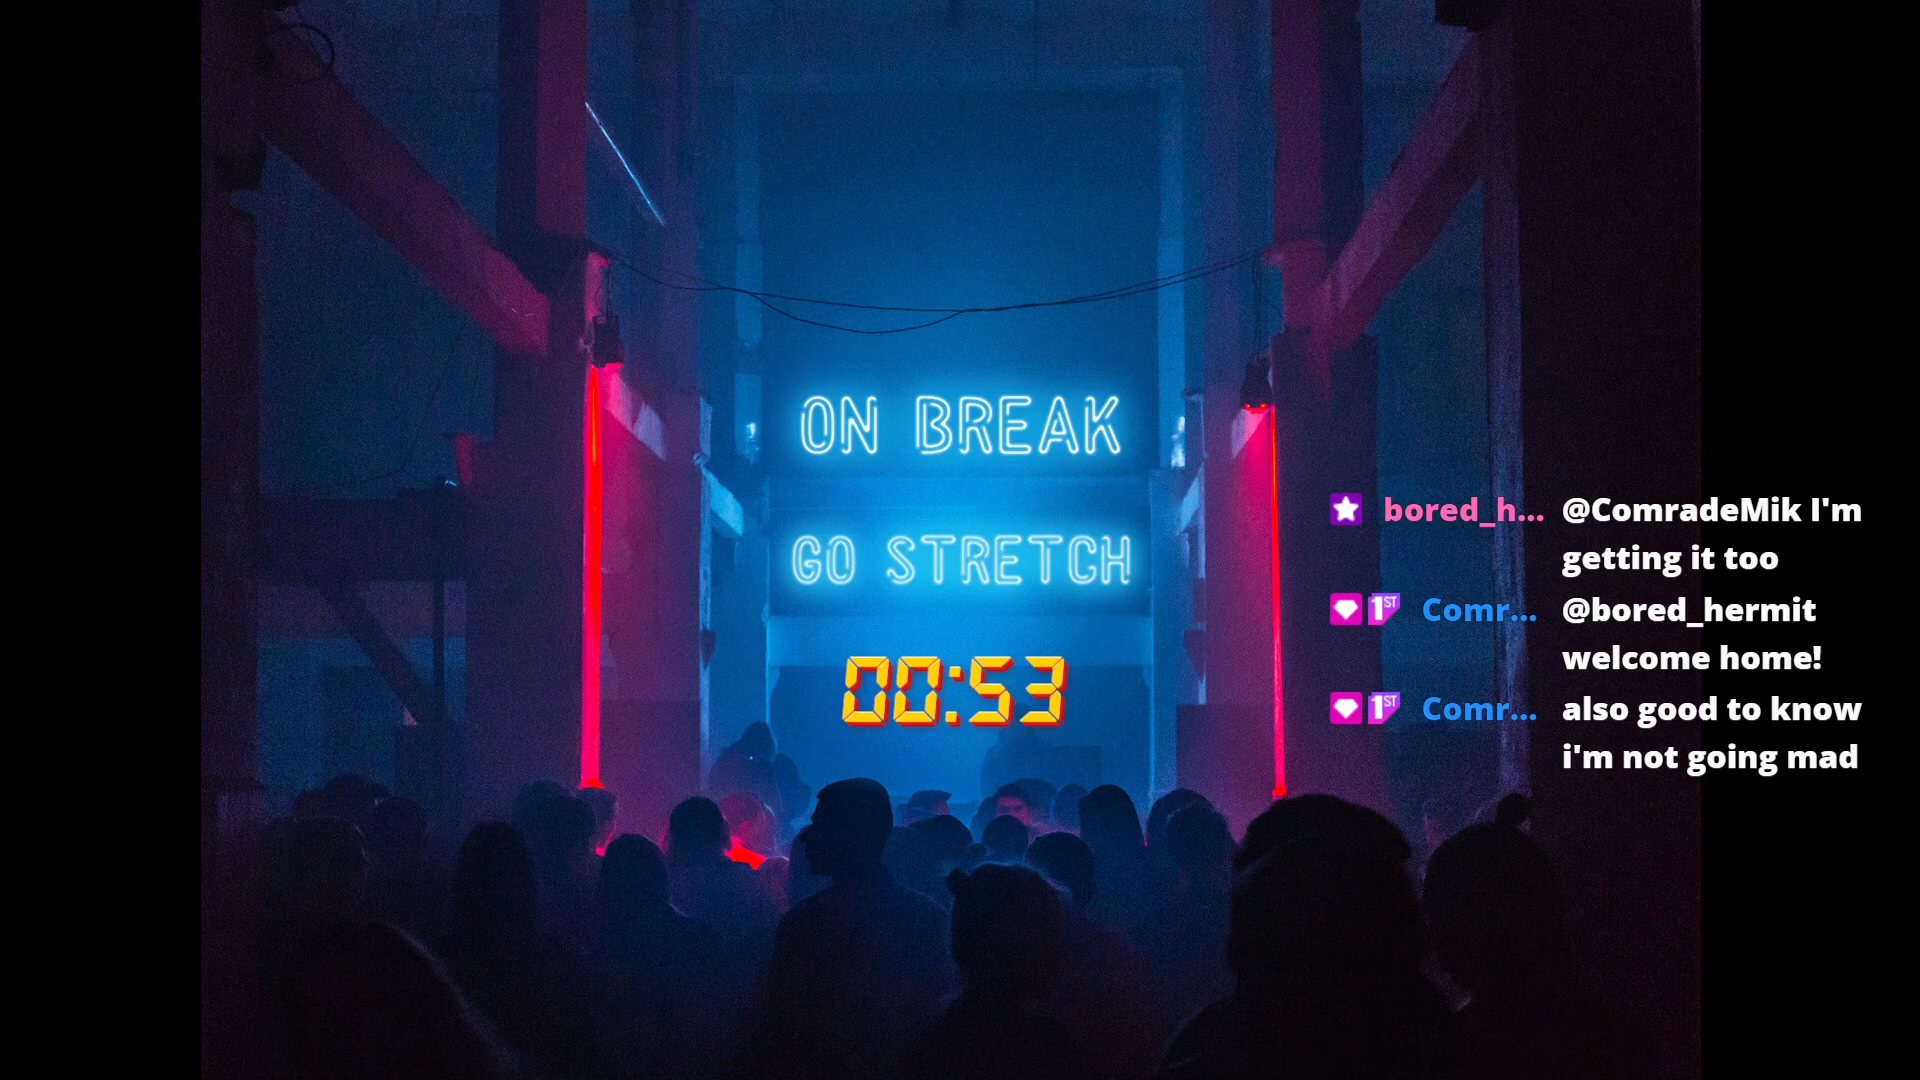 ON BREAK
GO STRETCH
00:53
bored_h... @ComradeMik I'm
getting it too
1ST Comr... @bored_hermit
welcome home!
1ST Comr... also good to know
i'm not going mad